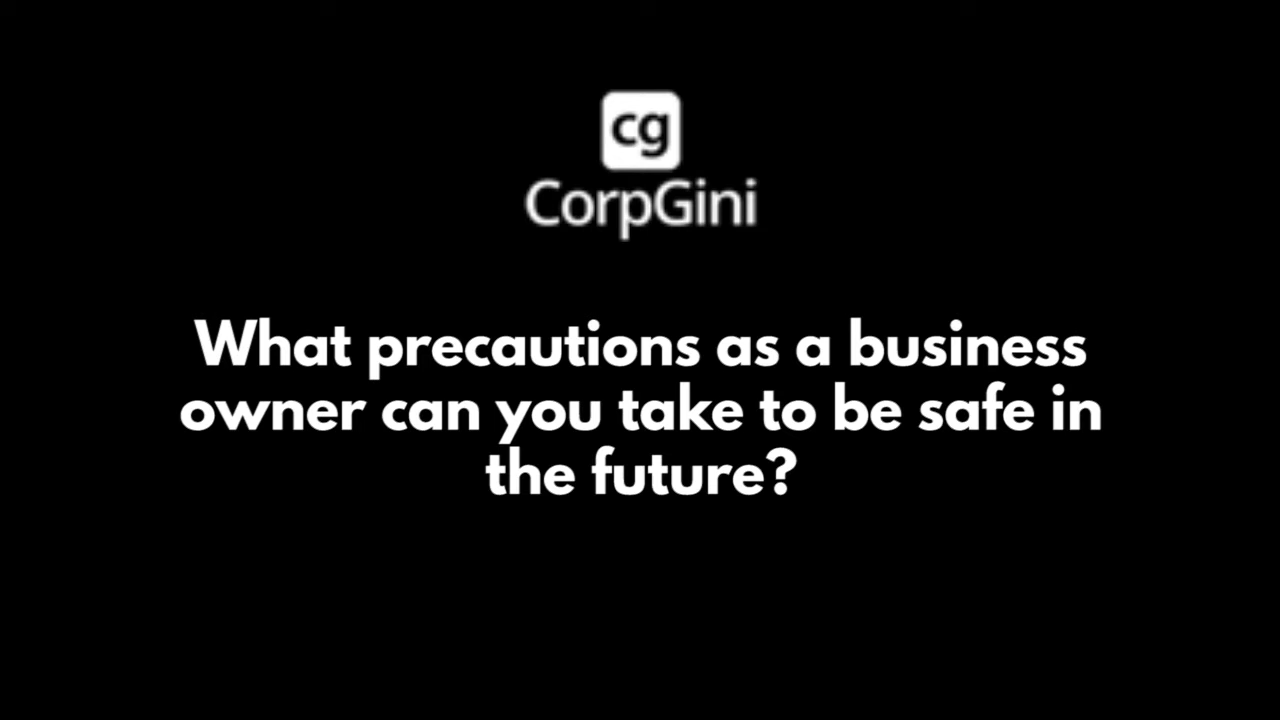 cg
CorpGini
What precautions as a business
owner can you take to be safe in
the future?